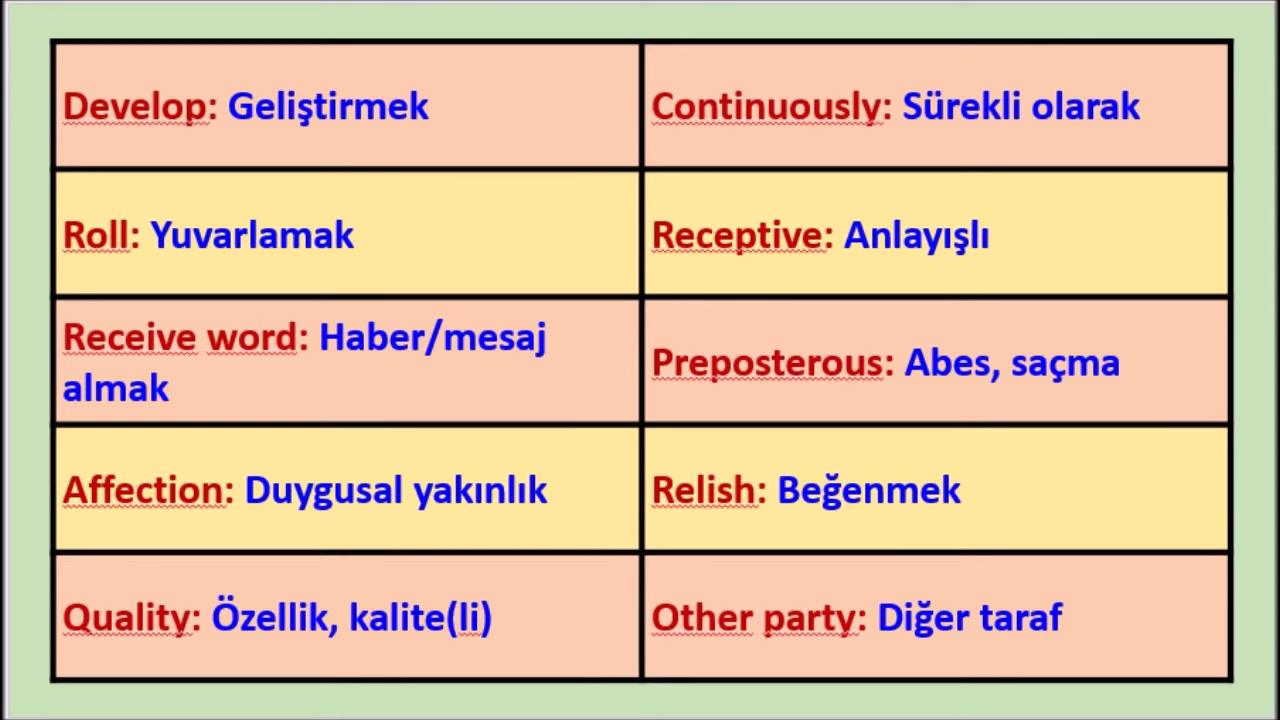 Develop: Geliştirmek
Continuously: Sürekli olarak
Roll: Yuvarlamak
Receptive: Anlayışlı
Receive word: Haber/mesaj
almak
Preposterous: Abes, saçma
Affection: Duygusal yakınlık
Relish: Beğenmek
Quality: Özellik, kalite(li)
Other party: Diğer taraf